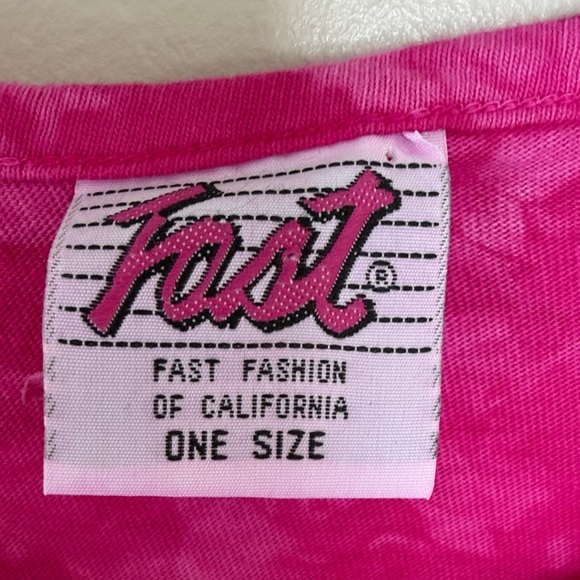 Fast®
FAST FASHION
OF CALIFORNIA
ONE SIZE